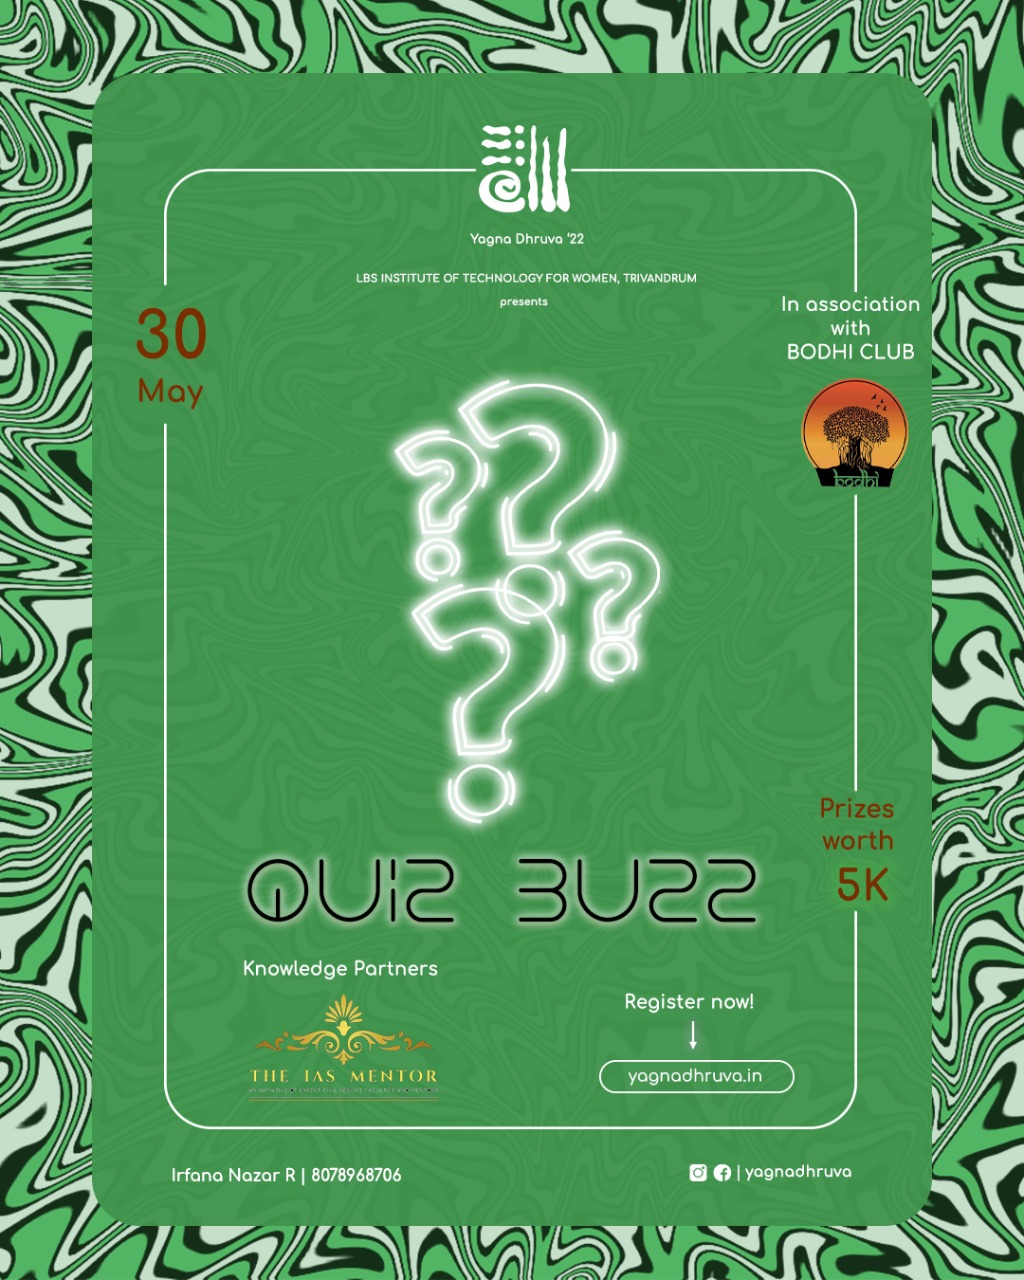 Yagna Dhruva ‘22
LBS INSTITUTE OF TECHNOLOGY FOR WOMEN, TRIVANDRUM
presents
30
May
In association
with
BODHI CLUB
bodhi
Prizes
worth
5K
QUIZ BUZZ
Knowledge Partners
THE IAS MENTOR
Register now!
yagnadhruva.in
Irfana Nazar R | 8078968706
| yagnadhruva